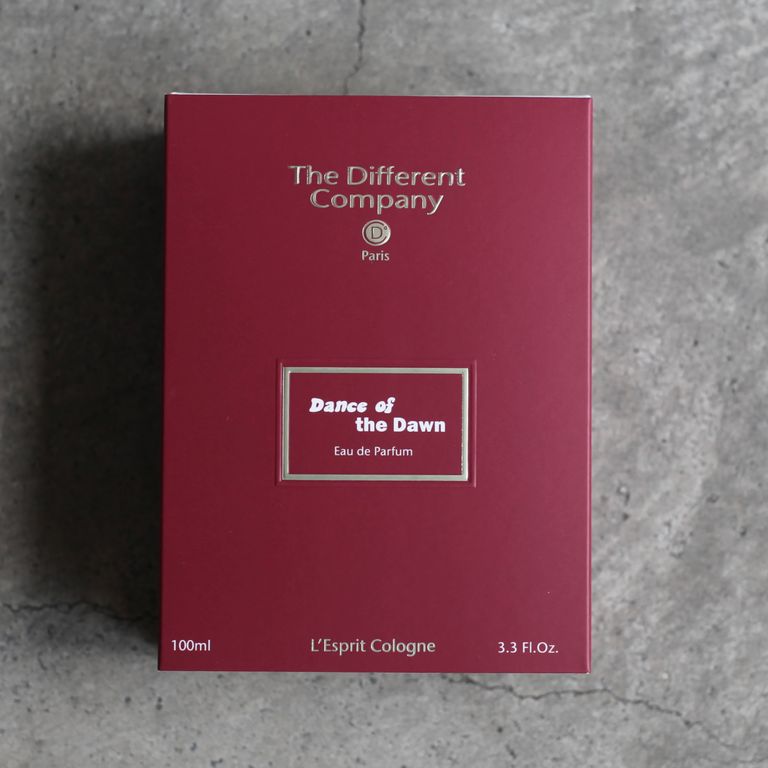 The Different
Company
D
Paris
Dance of
the Dawn
Eau de Parfum
100ml L'Esprit Cologne 3.3 Fl.Oz.